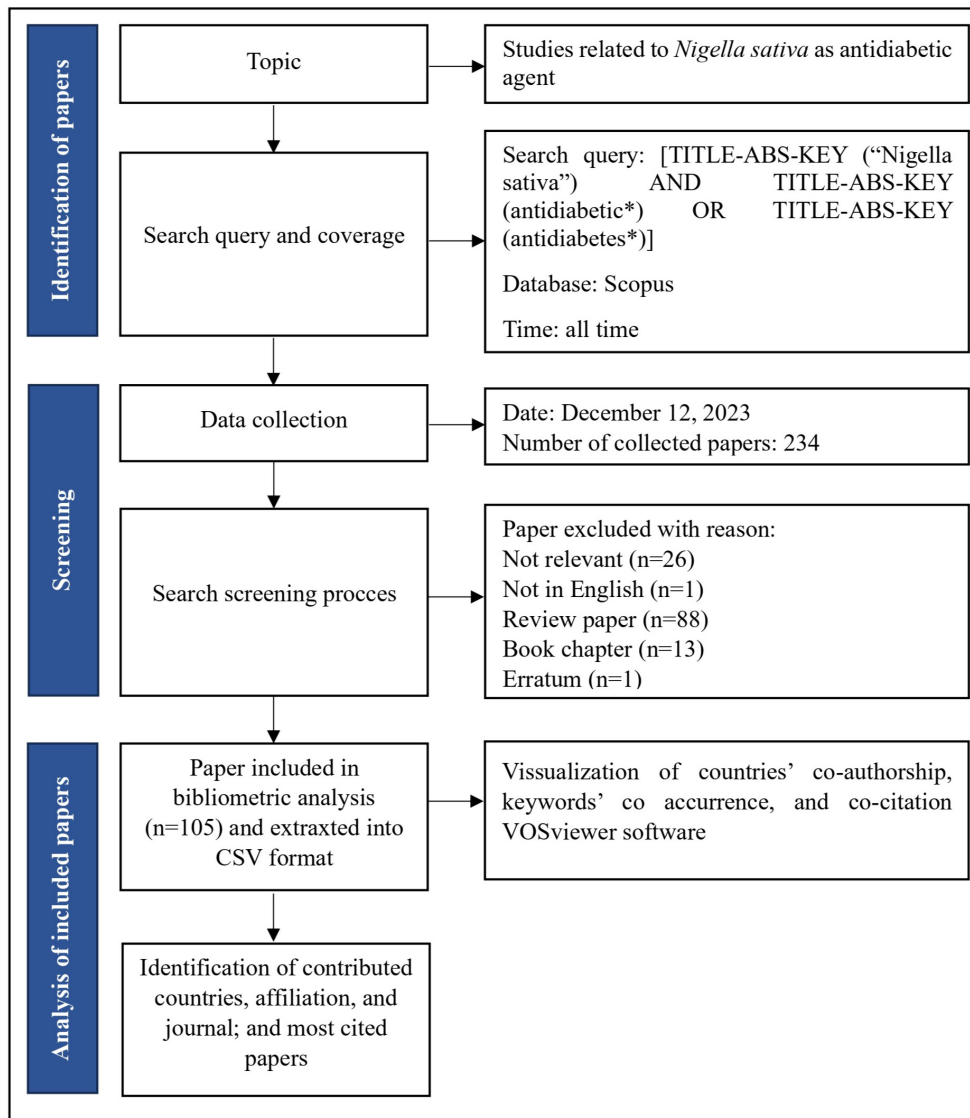 Identification of papers
Topic
Studies related to Nigella sativa as antidiabetic
agent
Search query and coverage
Search query: [TITLE-ABS-KEY (“Nigella
sativa”) AND TITLE-ABS-KEY
(antidiabetic*) OR TITLE-ABS-KEY
(antidiabetes*)]
Database: Scopus
Time: all time
Screening
Data collection
Date: December 12, 2023
Number of collected papers: 234
Search screening procces
Paper excluded with reason:
Not relevant (n=26)
Not in English (n=1)
Review paper (n=88)
Book chapter (n=13)
Erratum (n=1)
Analysis of included papers
Paper included in
bibliometric analysis
(n=105) and extraxted into
CSV format
Vissualization of countries’ co-authorship,
keywords’ co accurrence, and co-citation
VOSviewer software
Identification of contributed
countries, affiliation, and
journal; and most cited
papers